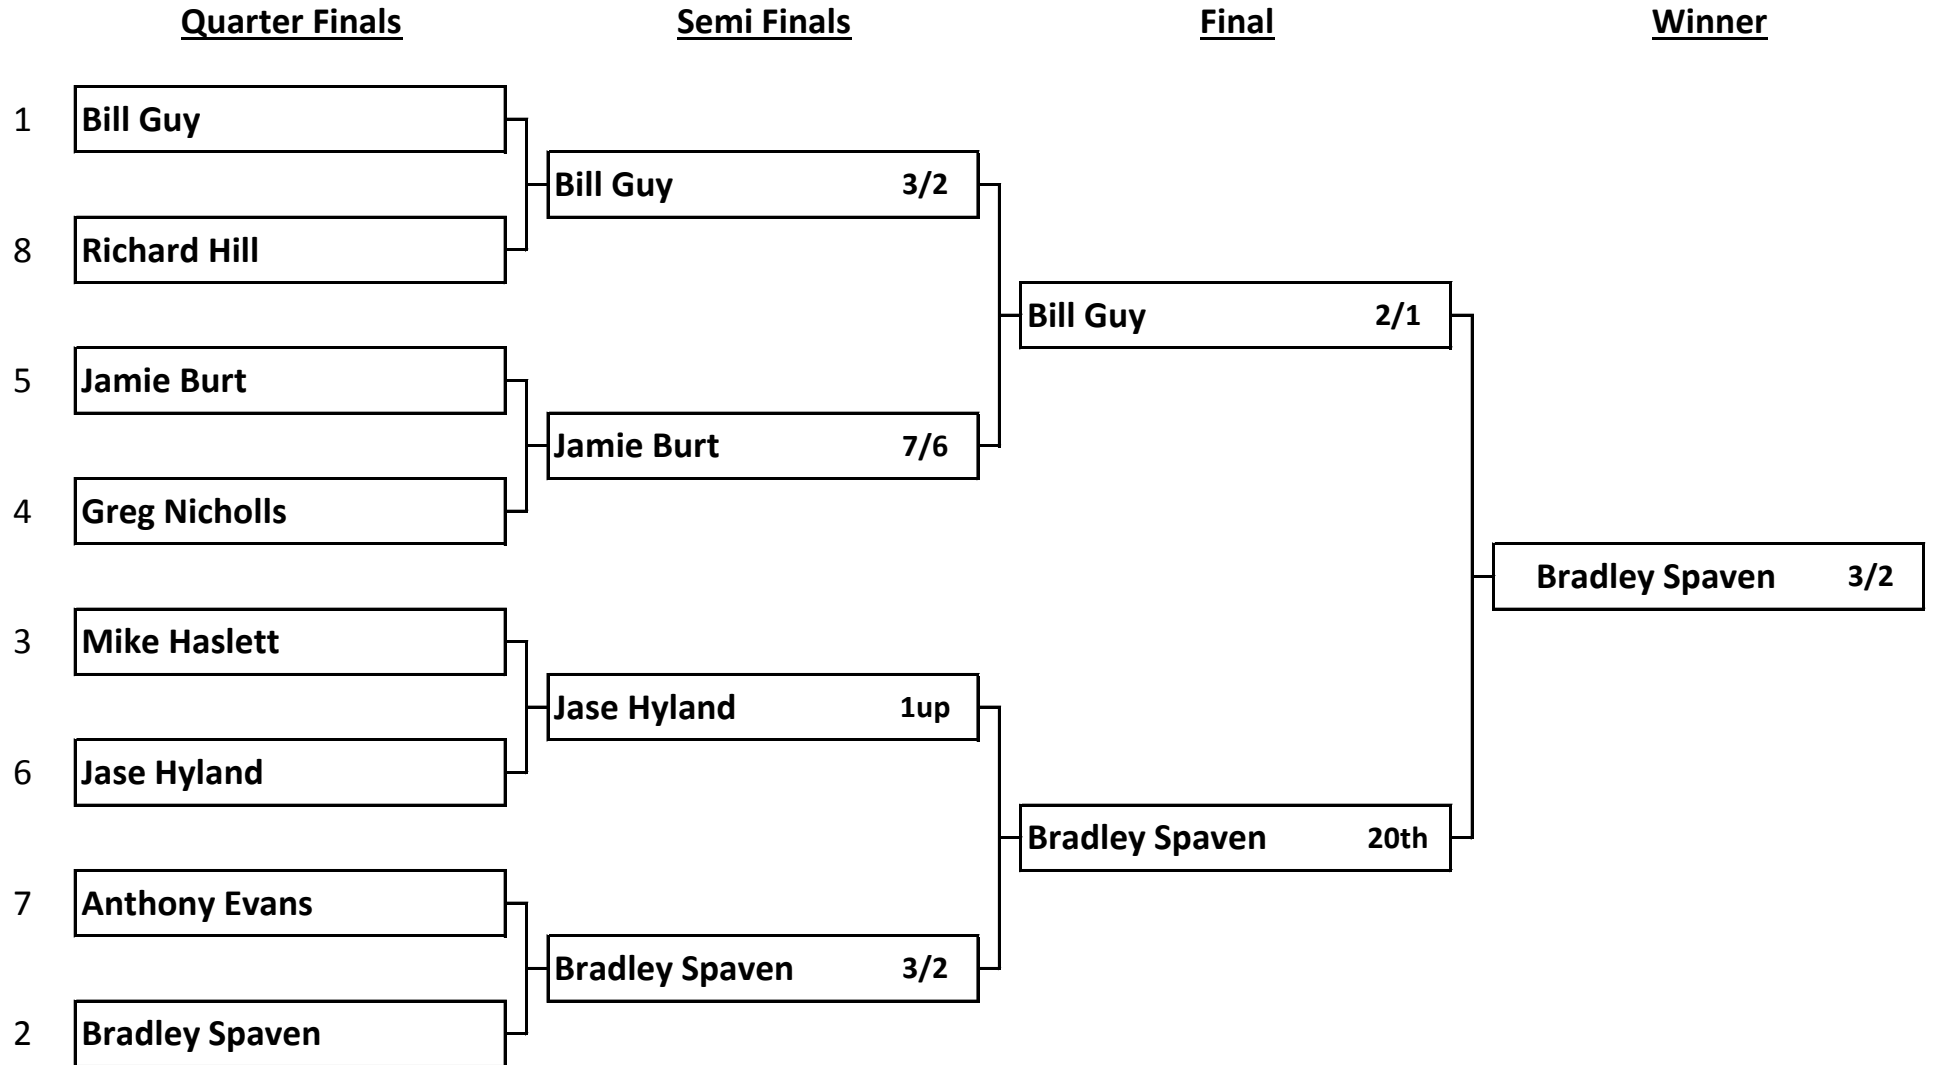 Quarter Finals Semi Finals Final Winner
1 Bill Guy
Bill Guy 3/2
8 Richard Hill
Bill Guy 2/1
5 Jamie Burt
Jamie Burt 7/6
4 Greg Nicholls
Bradley Spaven 3/2
3 Mike Haslett
Jase Hyland 1up
6 Jase Hyland
Bradley Spaven 20th
7 Anthony Evans
Bradley Spaven 3/2
2 Bradley Spaven